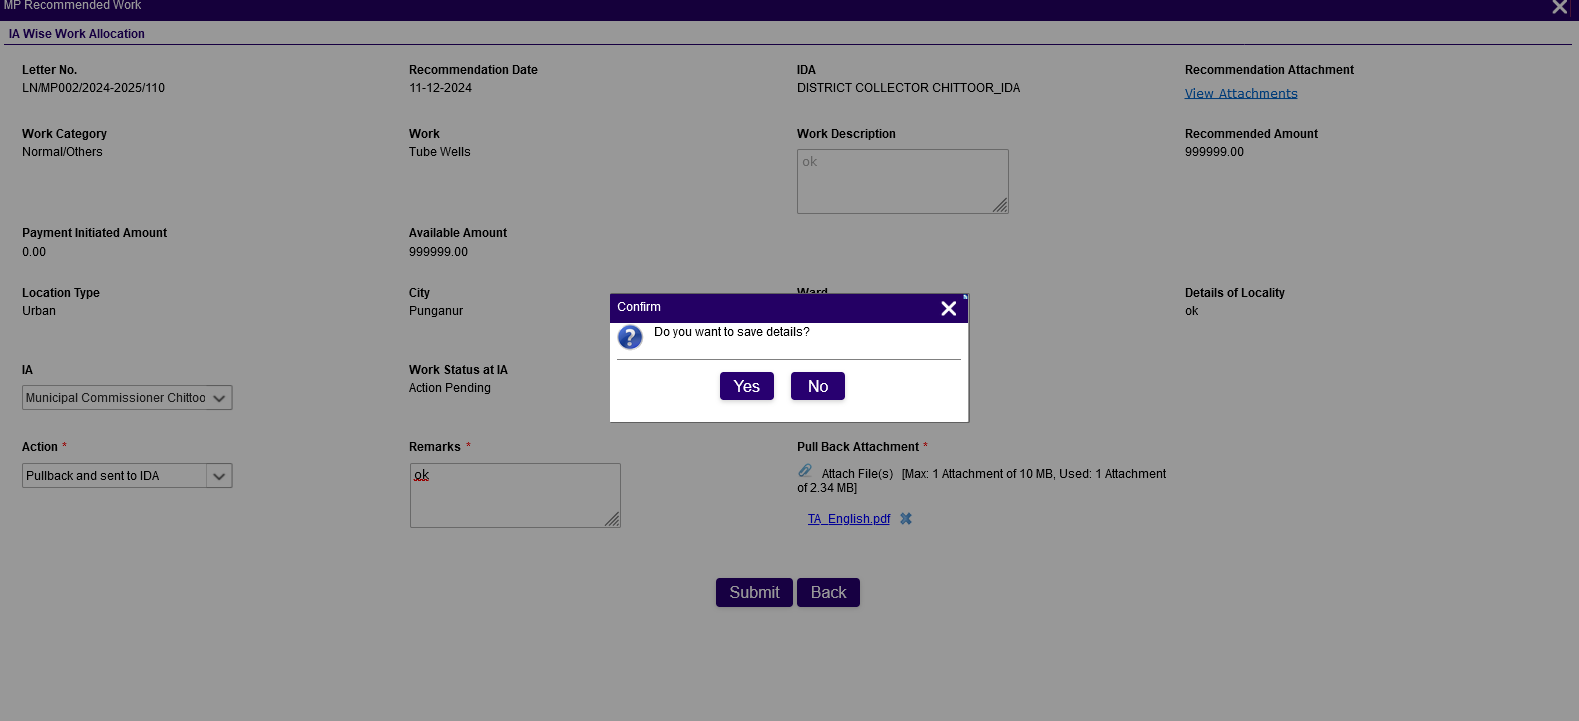 MP Recommended Work
IA Wise Work Allocation
Letter No.
LN/MP002/2024-2025/110
Recommendation Date
11-12-2024
IDA
DISTRICT COLLECTOR CHITTOOR_IDA
Recommendation Attachment
View Attachments
Work Category
Normal/Others
Work
Tube Wells
Work Description
ok
Recommended Amount
999999.00
Payment Initiated Amount
0.00
Available Amount
999999.00
Location Type
Urban
City
Punganur
Ward
Details of Locality
ok
Confirm
Do you want to save details?
Yes No
IA
Municipal Commissioner Chittoo
Work Status at IA
Action Pending
Action *
Pullback and sent to IDA
Remarks *
ok
Pull Back Attachment *
Attach File(s) [Max: 1 Attachment of 10 MB, Used: 1 Attachment
of 2.34 MB]
TA_English.pdf
Submit Back